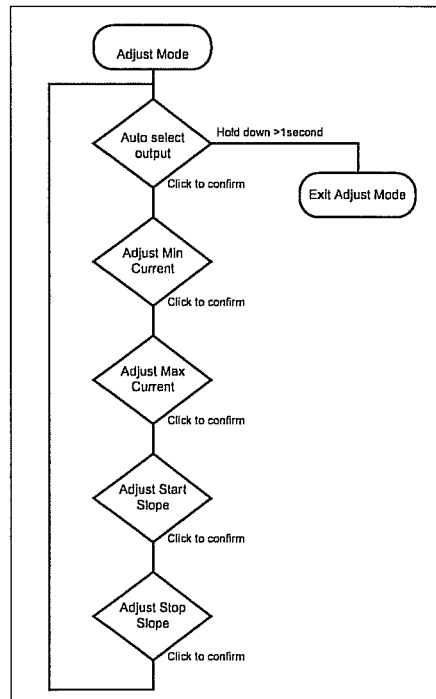 Adjust Mode
Auto select
output
Hold down >1second
Click to confirm
Exit Adjust Mode
Adjust Min
Current
Click to confirm
Adjust Max
Current
Click to confirm
Adjust Start
Slope
Click to confirm
Adjust Stop
Slope
Click to confirm